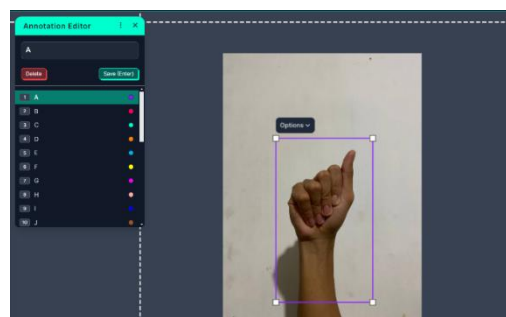 Annotation Editor
A
Delete
Save (Enter)
1 A
2 B
3 C
4 D
5 E
6 F
7 G
8 H
9 I
10 J
Options